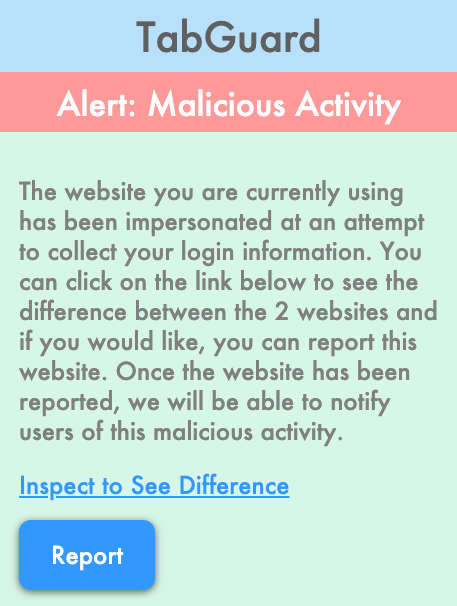 TabGuard
Alert: Malicious Activity
The website you are currently using
has been impersonated at an attempt
to collect your login information. You
can click on the link below to see the
difference between the 2 websites and
if you would like, you can report this
website. Once the website has been
reported, we will be able to notify
users of this malicious activity.
Inspect to See Difference
Report